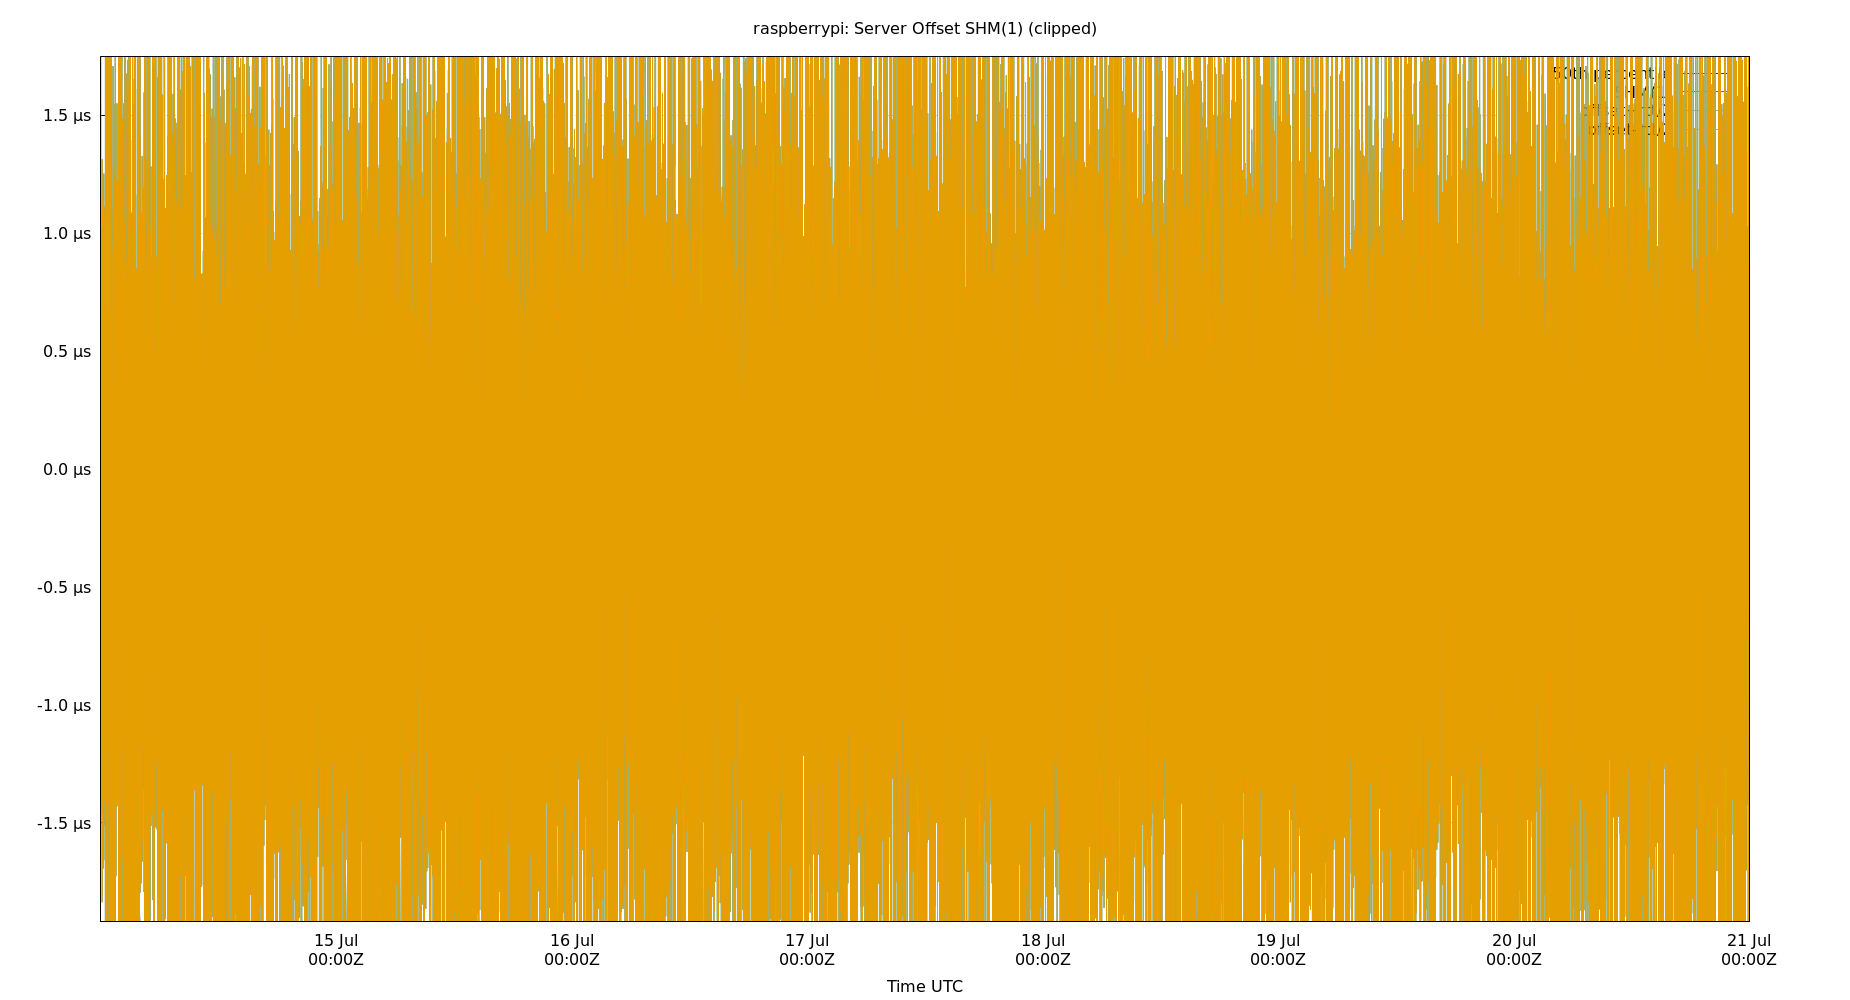 raspberrypi: Server Offset SHM(1) (clipped)
1.5 µs
1.0 µs
0.5 µs
0.0 µs
-0.5 µs
-1.0 µs
-1.5 µs
15 Jul 16 Jul 17 Jul 18 Jul 19 Jul 20 Jul 21 Jul
00:00Z 00:00Z 00:00Z 00:00Z 00:00Z 00:00Z 00:00Z
Time UTC